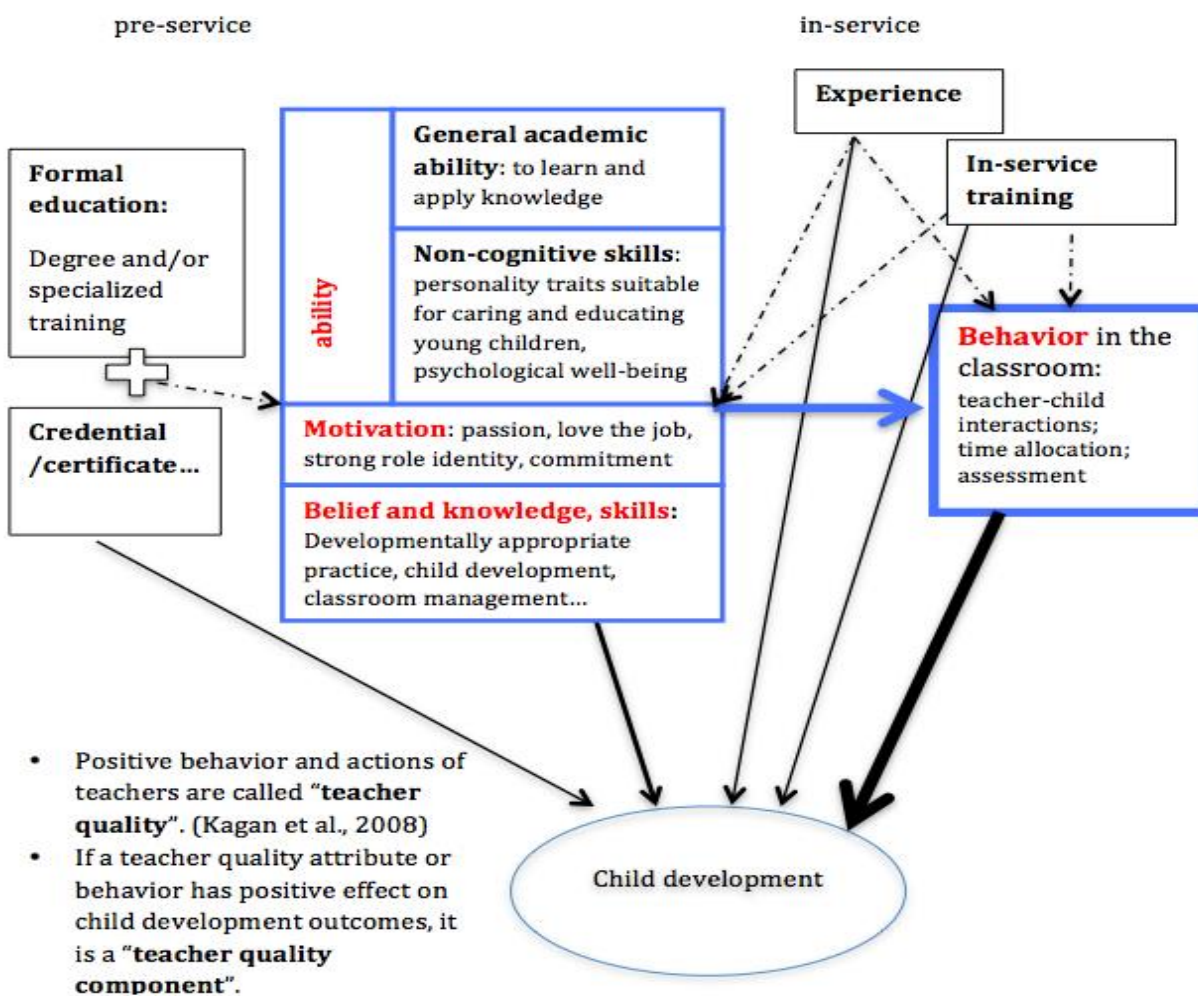 pre-service
in-service
Experience
In-service
training
Formal
education:
Degree and/or
specialized
training
Credential
/certificate...
ability
General academic
ability: to learn and
apply knowledge
Non-cognitive skills:
personality traits suitable
for caring and educating
young children,
psychological well-being
Motivation: passion, love the job,
strong role identity, commitment
Belief and knowledge, skills:
Developmentally appropriate
practice, child development,
classroom management...
Behavior in the
classroom:
teacher-child
interactions;
time allocation;
assessment
• Positive behavior and actions of
teachers are called “teacher
quality”. (Kagan et al., 2008)
• If a teacher quality attribute or
behavior has positive effect on
child development outcomes, it
is a “teacher quality
component”.
Child development